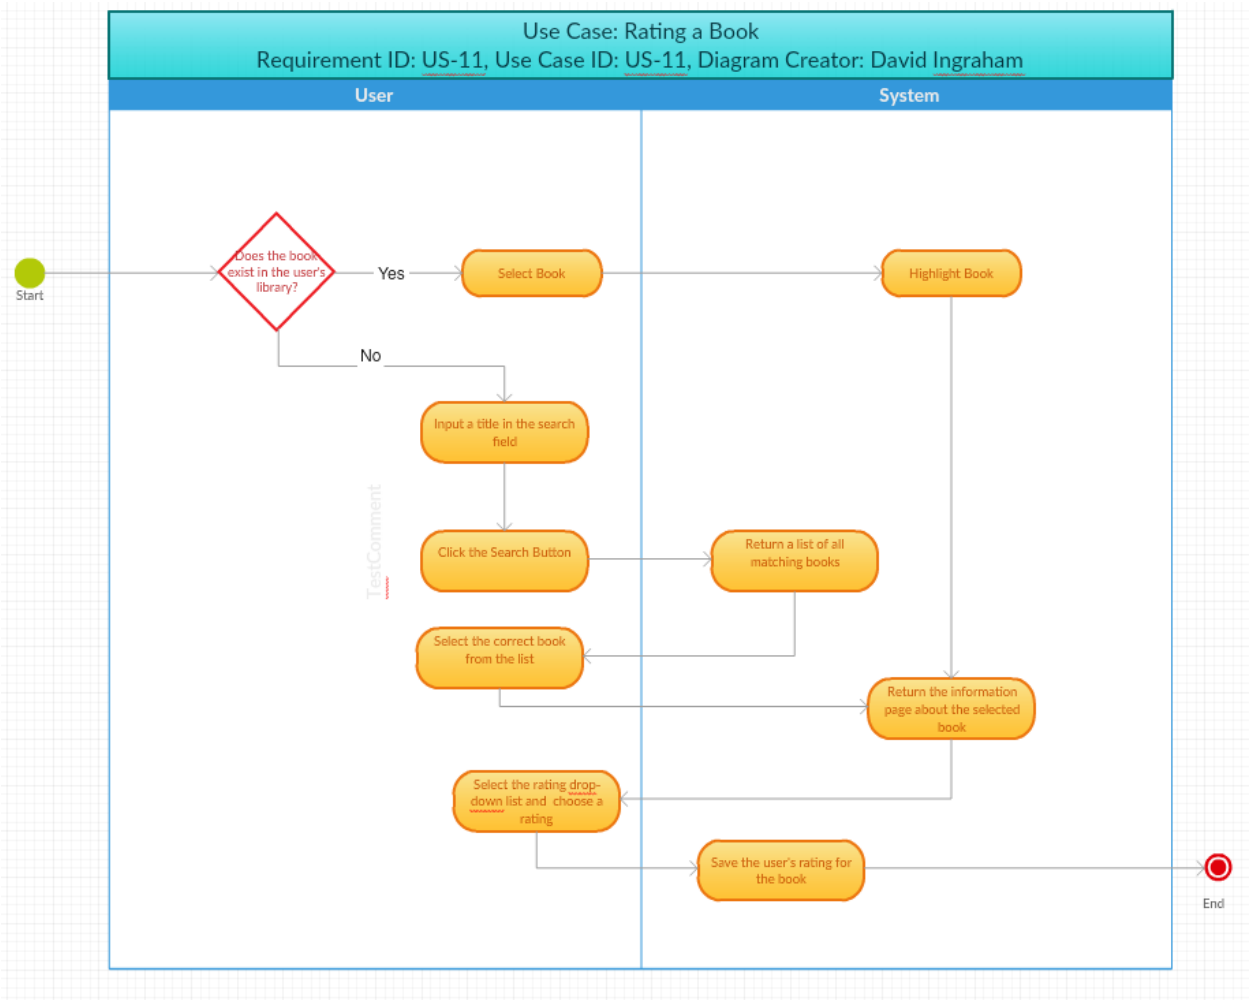 Use Case: Rating a Book
Requirement ID: US-11, Use Case ID: US-11, Diagram Creator: David Ingraham
User
System
Start
Does the book
exist in the user's
library?
Yes
Select Book
Highlight Book
No
Input a title in the search
field
TestComment
Click the Search Button
Return a list of all
matching books
Select the correct book
from the list
Return the information
page about the selected
book
Select the rating drop-
down list and choose a
rating
Save the user's rating for
the book
End